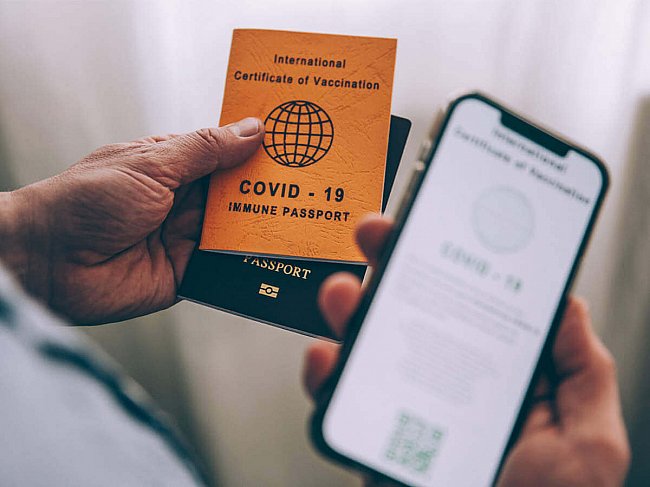 International
Certificate of Vaccination
COVID - 19
IMMUNE PASSPORT
PASSPORT
International
Certificate of Vaccination
COVID - 19